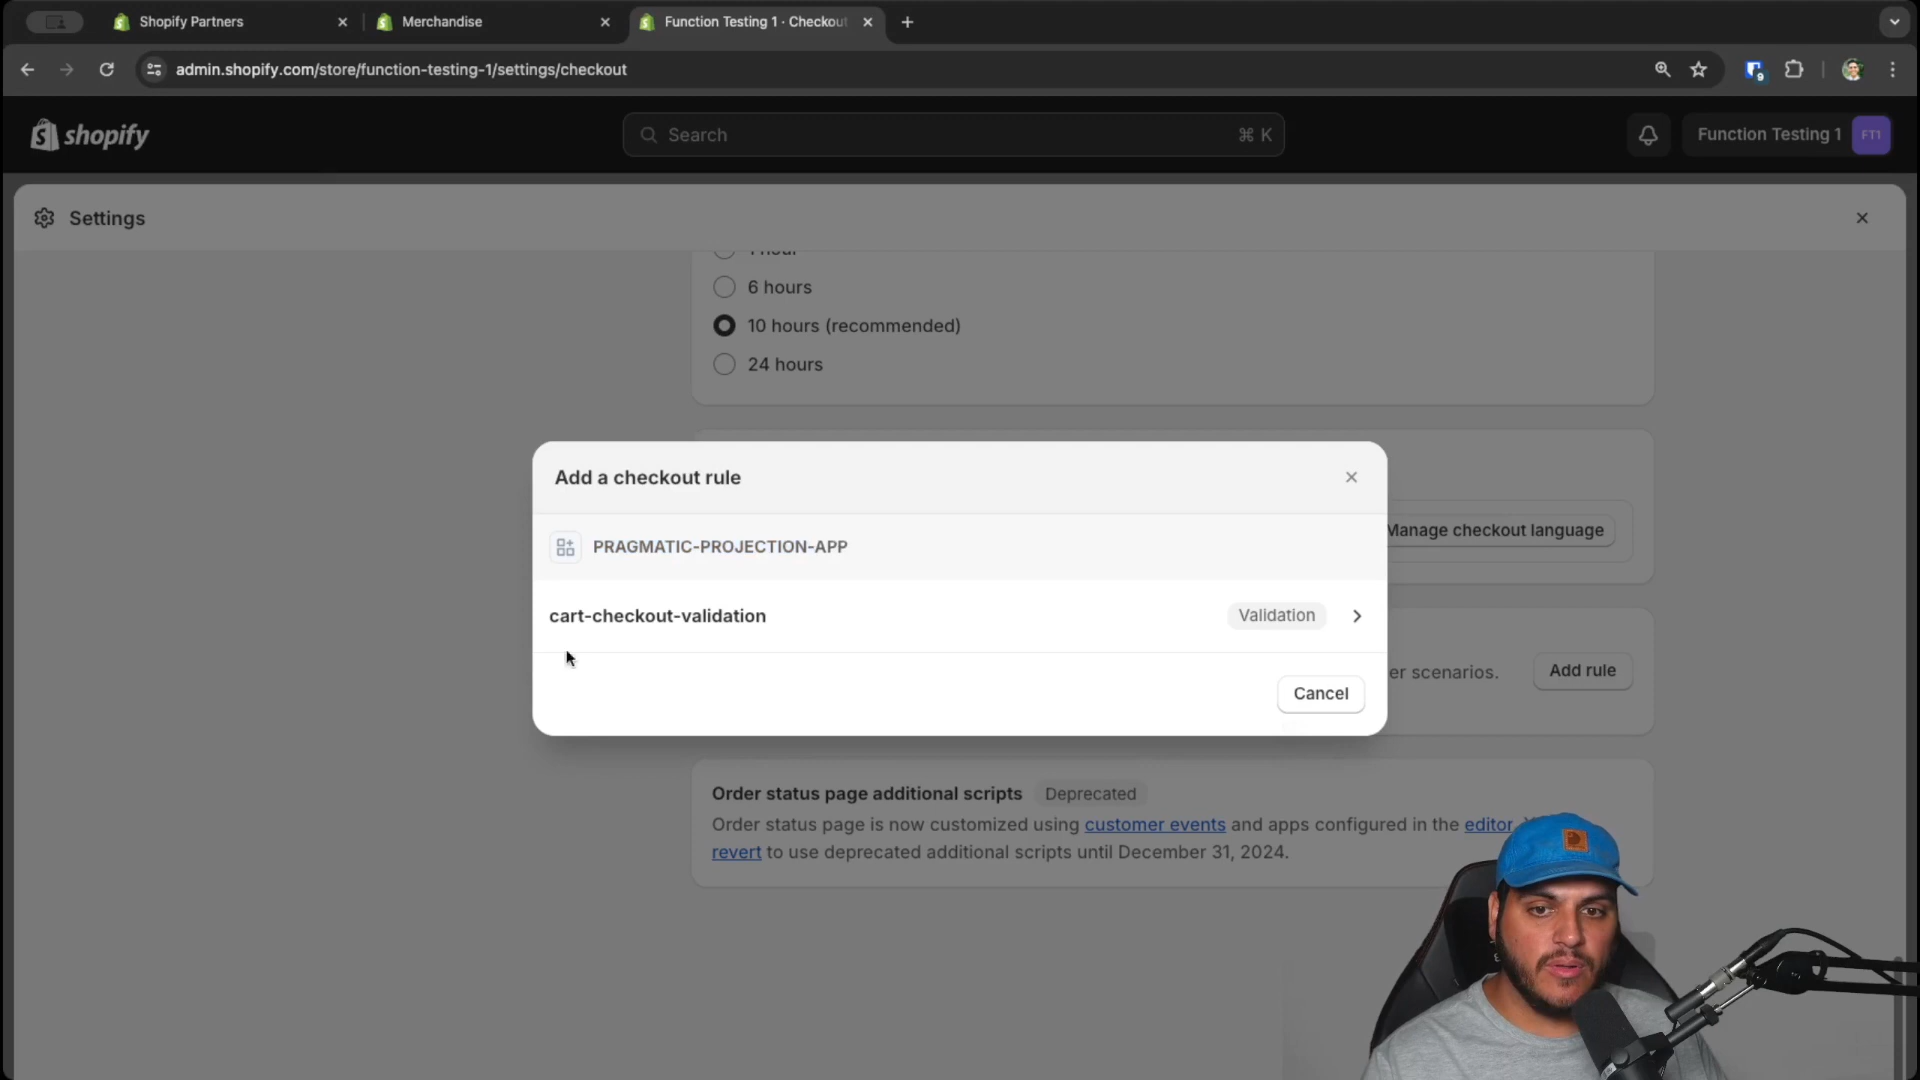 Shopify Partners
Merchandise
Function Testing 1 · Checkout
admin.shopify.com/store/function-testing-1/settings/checkout
9
shopify
Search
⌘ K
Function Testing 1
FT1
Settings
1 hour
6 hours
10 hours (recommended)
24 hours
Add a checkout rule
PRAGMATIC-PROJECTION-APP
Manage checkout language
cart-checkout-validation
Validation
er scenarios.
Add rule
Cancel
Order status page additional scripts
Deprecated
Order status page is now customized using customer events and apps configured in the editor.
revert to use deprecated additional scripts until December 31, 2024.